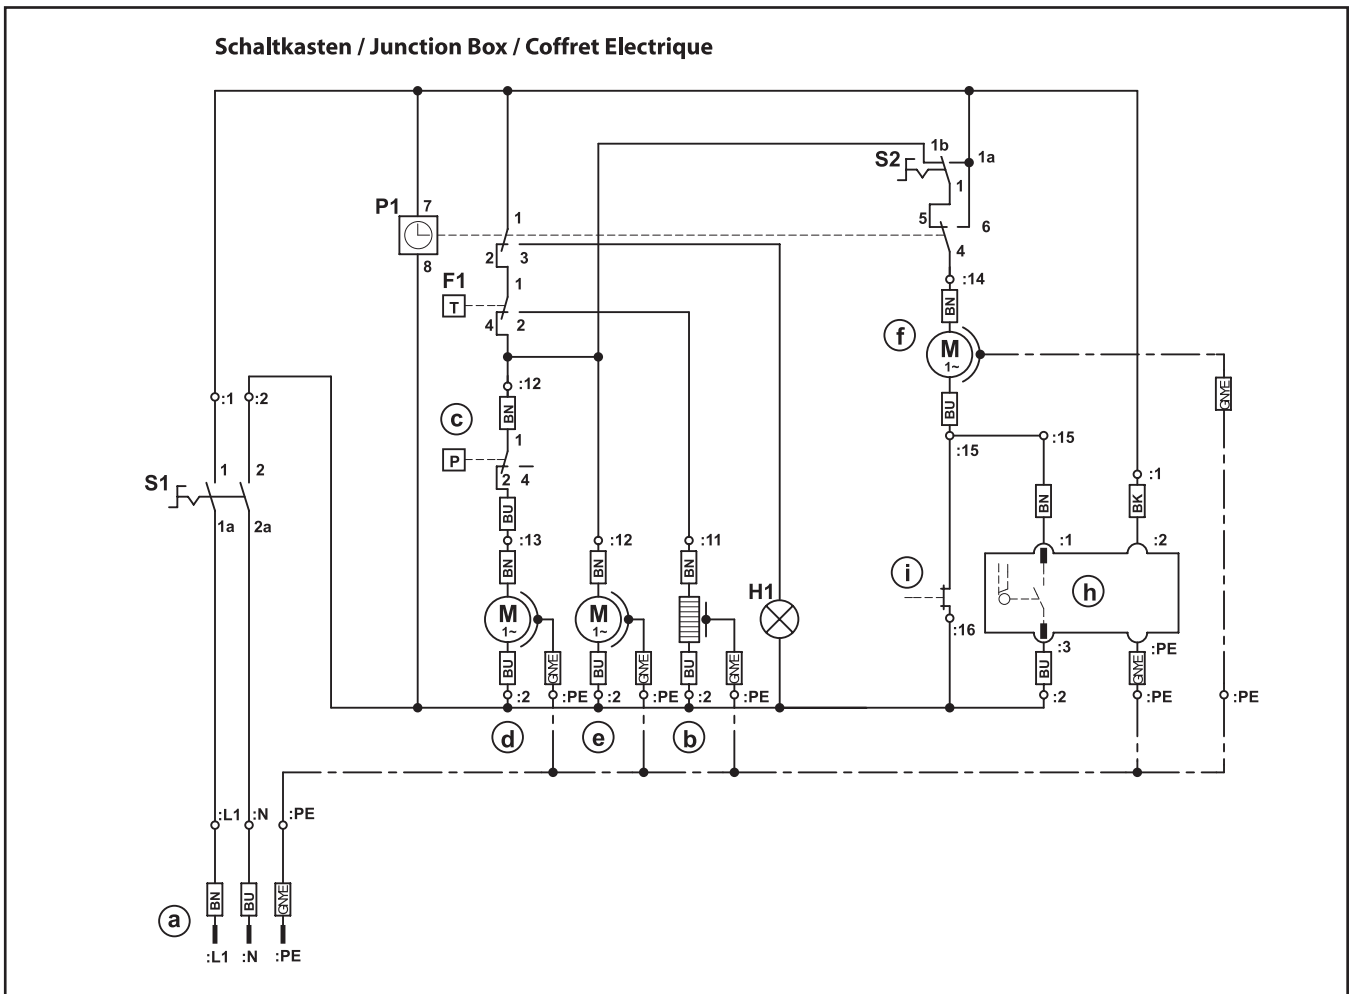 Schaltkasten / Junction Box / Coffret Electrique
1b
S2
1a
1
P1
7
5
6
1
4
2
3
8
1
:14
F1
T
BN
4
2
f
M
1~
:12
:1
:2
BN
BU
GNYE
c
1
:15
:15
P
1
2
:1
S1
2
4
BN
BK
1a
2a
BU
:13
:12
:11
:1
:2
BN
BN
BN
i
h
H1
M
1~
M
1~
:16
:3
:PE
BU
GNYE
BU
GNYE
BU
GNYE
BU
GNYE
:2
:PE
:2
:PE
:2
:PE
:2
:PE
:PE
d
e
b
:L1
:N
:PE
BN
BU
GNYE
a
:L1
:N
:PE